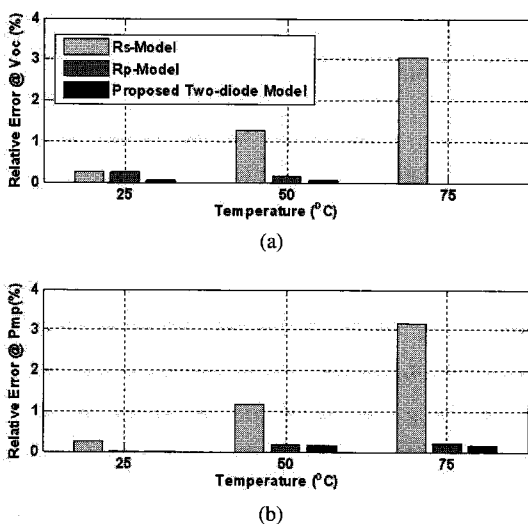 Relative Error @ Voc (%)
4
3
2
1
0
Rs-Model
Rp-Model
Proposed Two-diode Model
25
50
75
Temperature (°C)
(a)
Relative Error @ Pmp(%)
4
3
2
1
0
25
50
75
Temperature (°C)
(b)